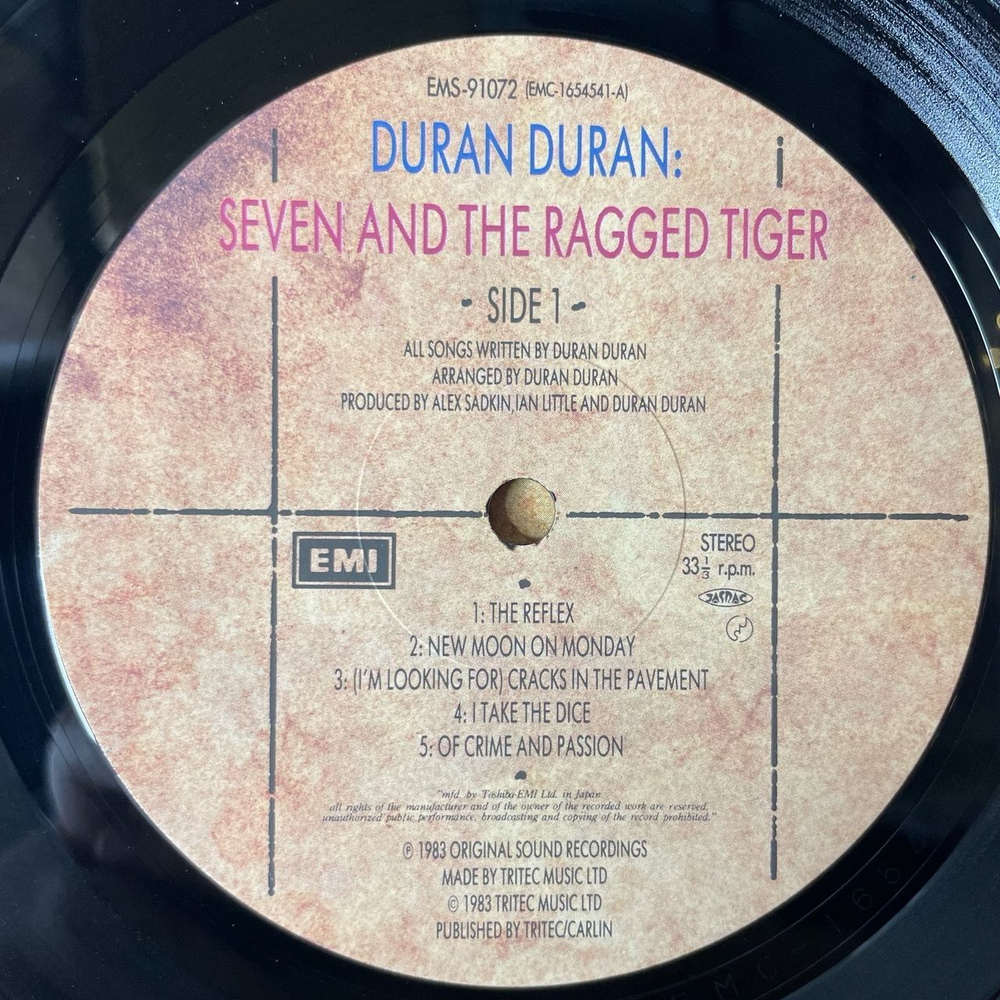 EMS-91072 (EMC-1654541-A)
DURAN DURAN:
SEVEN AND THE RAGGED TIGER
- SIDE 1 -
ALL SONGS WRITTEN BY DURAN DURAN
ARRANGED BY DURAN DURAN
PRODUCED BY ALEX SADKIN, IAN LITTLE AND DURAN DURAN
EMI
STEREO
33⅓ r.p.m.
JASRAC
1: THE REFLEX
2: NEW MOON ON MONDAY
3: (I'M LOOKING FOR) CRACKS IN THE PAVEMENT
4: I TAKE THE DICE
5: OF CRIME AND PASSION
"mfd. by Toshiba-EMI Ltd. in Japan.
all rights of the manufacturer and of the owner of the recorded work are reserved.
unauthorized public performance, broadcasting and copying of the record prohibited."
℗ 1983 ORIGINAL SOUND RECORDINGS
MADE BY TRITEC MUSIC LTD
© 1983 TRITEC MUSIC LTD
PUBLISHED BY TRITEC/CARLIN